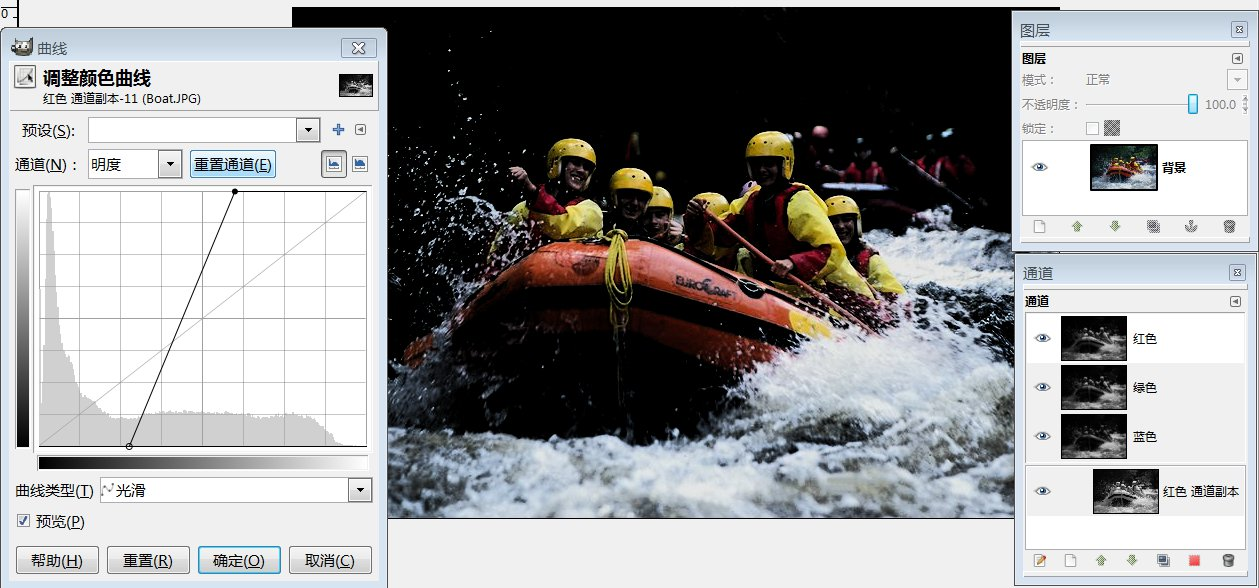 0
曲线
调整颜色曲线
红色 通道副本-11 (Boat.JPG)
预设(S):
通道(N)：
明度
重置通道(E)
曲线类型(T)
光滑
预览(P)
帮助(H)
重置(R)
确定(O)
取消(C)
EUROCRAFT
图层
图层
模式：
正常
不透明度：
100.0
锁定：
背景
通道
通道
红色
绿色
蓝色
红色 通道副本